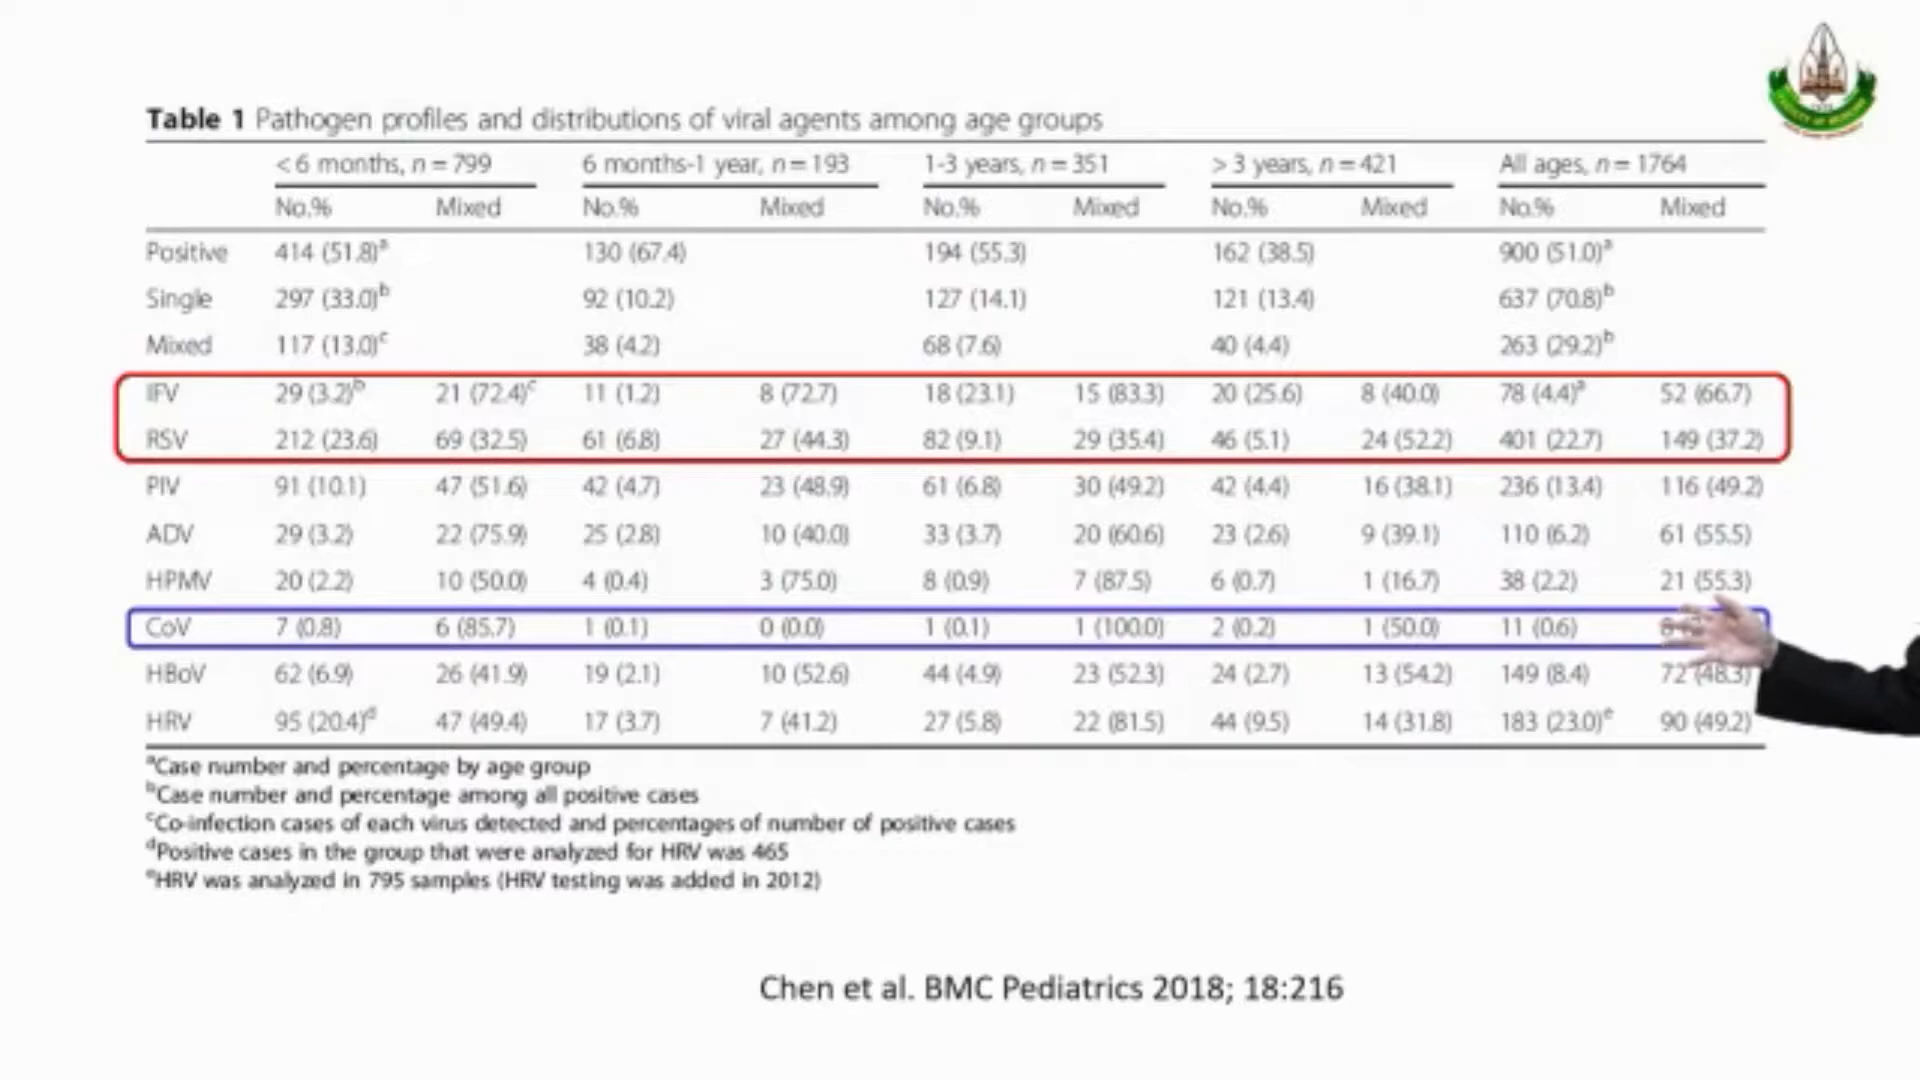 Table 1 Pathogen profiles and distributions of viral agents among age groups
< 6 months, n = 799 6 months-1 year, n = 193 1-3 years, n = 351 > 3 years, n = 421 All ages, n = 1764
No.% Mixed No.% Mixed No.% Mixed No.% Mixed No.% Mixed
Positive 414 (51.8)a 130 (67.4) 194 (55.3) 162 (38.5) 900 (51.0)a
Single 297 (33.0)b 92 (10.2) 127 (14.1) 121 (13.4) 637 (70.8)b
Mixed 117 (13.0)c 38 (4.2) 68 (7.6) 40 (4.4) 263 (29.2)b
IFV 29 (3.2)b 21 (72.4)c 11 (1.2) 8 (72.7) 18 (23.1) 15 (83.3) 20 (25.6) 8 (40.0) 78 (4.4)a 52 (66.7)
RSV 212 (23.6) 69 (32.5) 61 (6.8) 27 (44.3) 82 (9.1) 29 (35.4) 46 (5.1) 24 (52.2) 401 (22.7) 149 (37.2)
PIV 91 (10.1) 47 (51.6) 42 (4.7) 23 (48.9) 61 (6.8) 30 (49.2) 42 (4.4) 16 (38.1) 236 (13.4) 116 (49.2)
ADV 29 (3.2) 22 (75.9) 25 (2.8) 10 (40.0) 33 (3.7) 20 (60.6) 23 (2.6) 9 (39.1) 110 (6.2) 61 (55.5)
HPMV 20 (2.2) 10 (50.0) 4 (0.4) 3 (75.0) 8 (0.9) 7 (87.5) 6 (0.7) 1 (16.7) 38 (2.2) 21 (55.3)
CoV 7 (0.8) 6 (85.7) 1 (0.1) 0 (0.0) 1 (0.1) 1 (100.0) 2 (0.2) 1 (50.0) 11 (0.6)
HBoV 62 (6.9) 26 (41.9) 19 (2.1) 10 (52.6) 44 (4.9) 23 (52.3) 24 (2.7) 13 (54.2) 149 (8.4) 72 (48.3)
HRV 95 (20.4)d 47 (49.4) 17 (3.7) 7 (41.2) 27 (5.8) 22 (81.5) 44 (9.5) 14 (31.8) 183 (23.0)e 90 (49.2)
aCase number and percentage by age group
bCase number and percentage among all positive cases
cCo-infection cases of each virus detected and percentages of number of positive cases
dPositive cases in the group that were analyzed for HRV was 465
eHRV was analyzed in 795 samples (HRV testing was added in 2012)
Chen et al. BMC Pediatrics 2018; 18:216